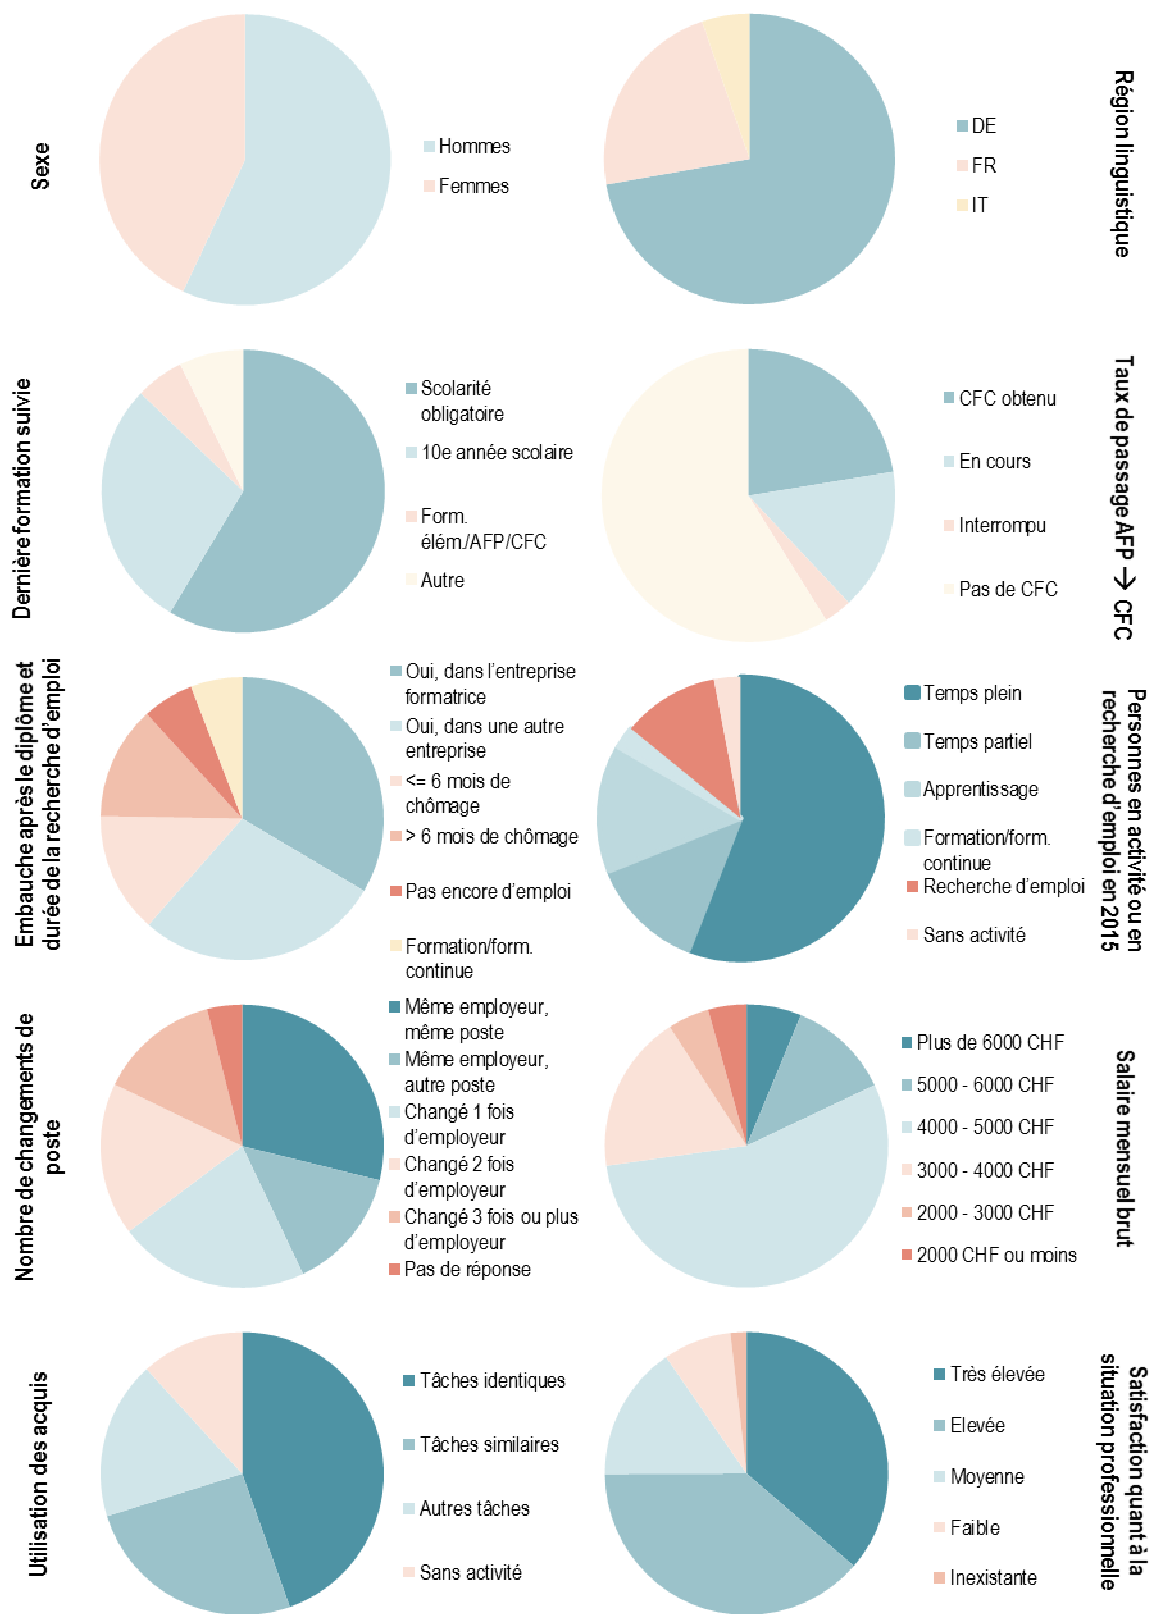 Sexe
Hommes
Femmes
DE
FR
IT
Région linguistique
Dernière formation suivie
Scolarité
obligatoire
10e année scolaire
Form.
élém./AFP/CFC
Autre
CFC obtenu
En cours
Interrompu
Pas de CFC
Taux de passage AFP → CFC
Embauche après le diplôme et
durée de la recherche d'emploi
Oui, dans l'entreprise
formatrice
Oui, dans une autre
entreprise
<= 6 mois de
chômage
> 6 mois de chômage
Pas encore d'emploi
Formation/form.
continue
Temps plein
Temps partiel
Apprentissage
Formation/form.
continue
Recherche d'emploi
Sans activité
Personnes en activité ou en
recherche d'emploi en 2015
Nombre de changements de
poste
Même employeur,
même poste
Même employeur,
autre poste
Changé 1 fois
d'employeur
Changé 2 fois
d'employeur
Changé 3 fois ou plus
d'employeur
Pas de réponse
Plus de 6000 CHF
5000 - 6000 CHF
4000 - 5000 CHF
3000 - 4000 CHF
2000 - 3000 CHF
2000 CHF ou moins
Salaire mensuel brut
Utilisation des acquis
Tâches identiques
Tâches similaires
Autres tâches
Sans activité
Très élevée
Elevée
Moyenne
Faible
Inexistante
Satisfaction quant à la
situation professionnelle